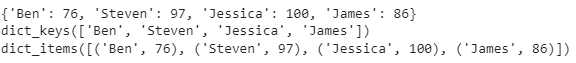 {'Ben': 76, 'Steven': 97, 'Jessica': 100, 'James': 86}
dict_keys(['Ben', 'Steven', 'Jessica', 'James'])
dict_items([('Ben', 76), ('Steven', 97), ('Jessica', 100), ('James', 86)])